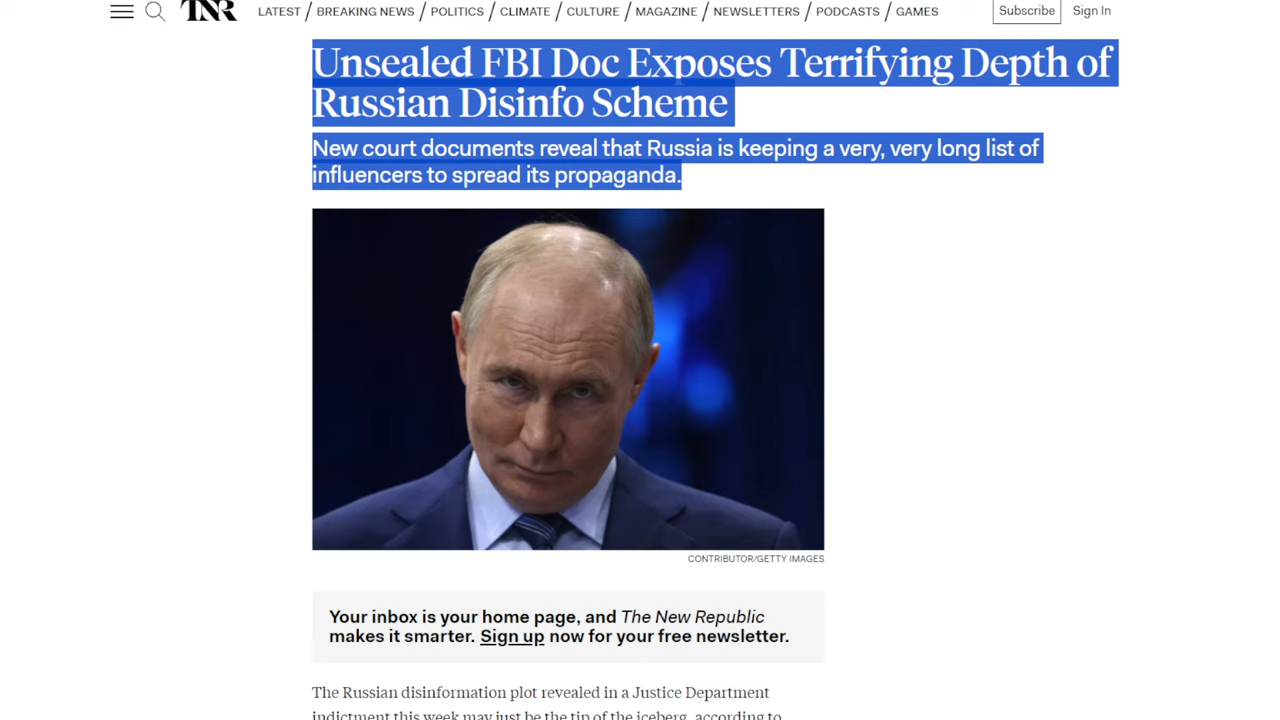 TNR
LATEST / BREAKING NEWS / POLITICS / CLIMATE / CULTURE / MAGAZINE / NEWSLETTERS / PODCASTS / GAMES
Subscribe
Sign In
Unsealed FBI Doc Exposes Terrifying Depth of
Russian Disinfo Scheme
New court documents reveal that Russia is keeping a very, very long list of
influencers to spread its propaganda.
CONTRIBUTOR/GETTY IMAGES
Your inbox is your home page, and The New Republic
makes it smarter. Sign up now for your free newsletter.
The Russian disinformation plot revealed in a Justice Department
indictment this week may just be the tip of the iceberg, according to